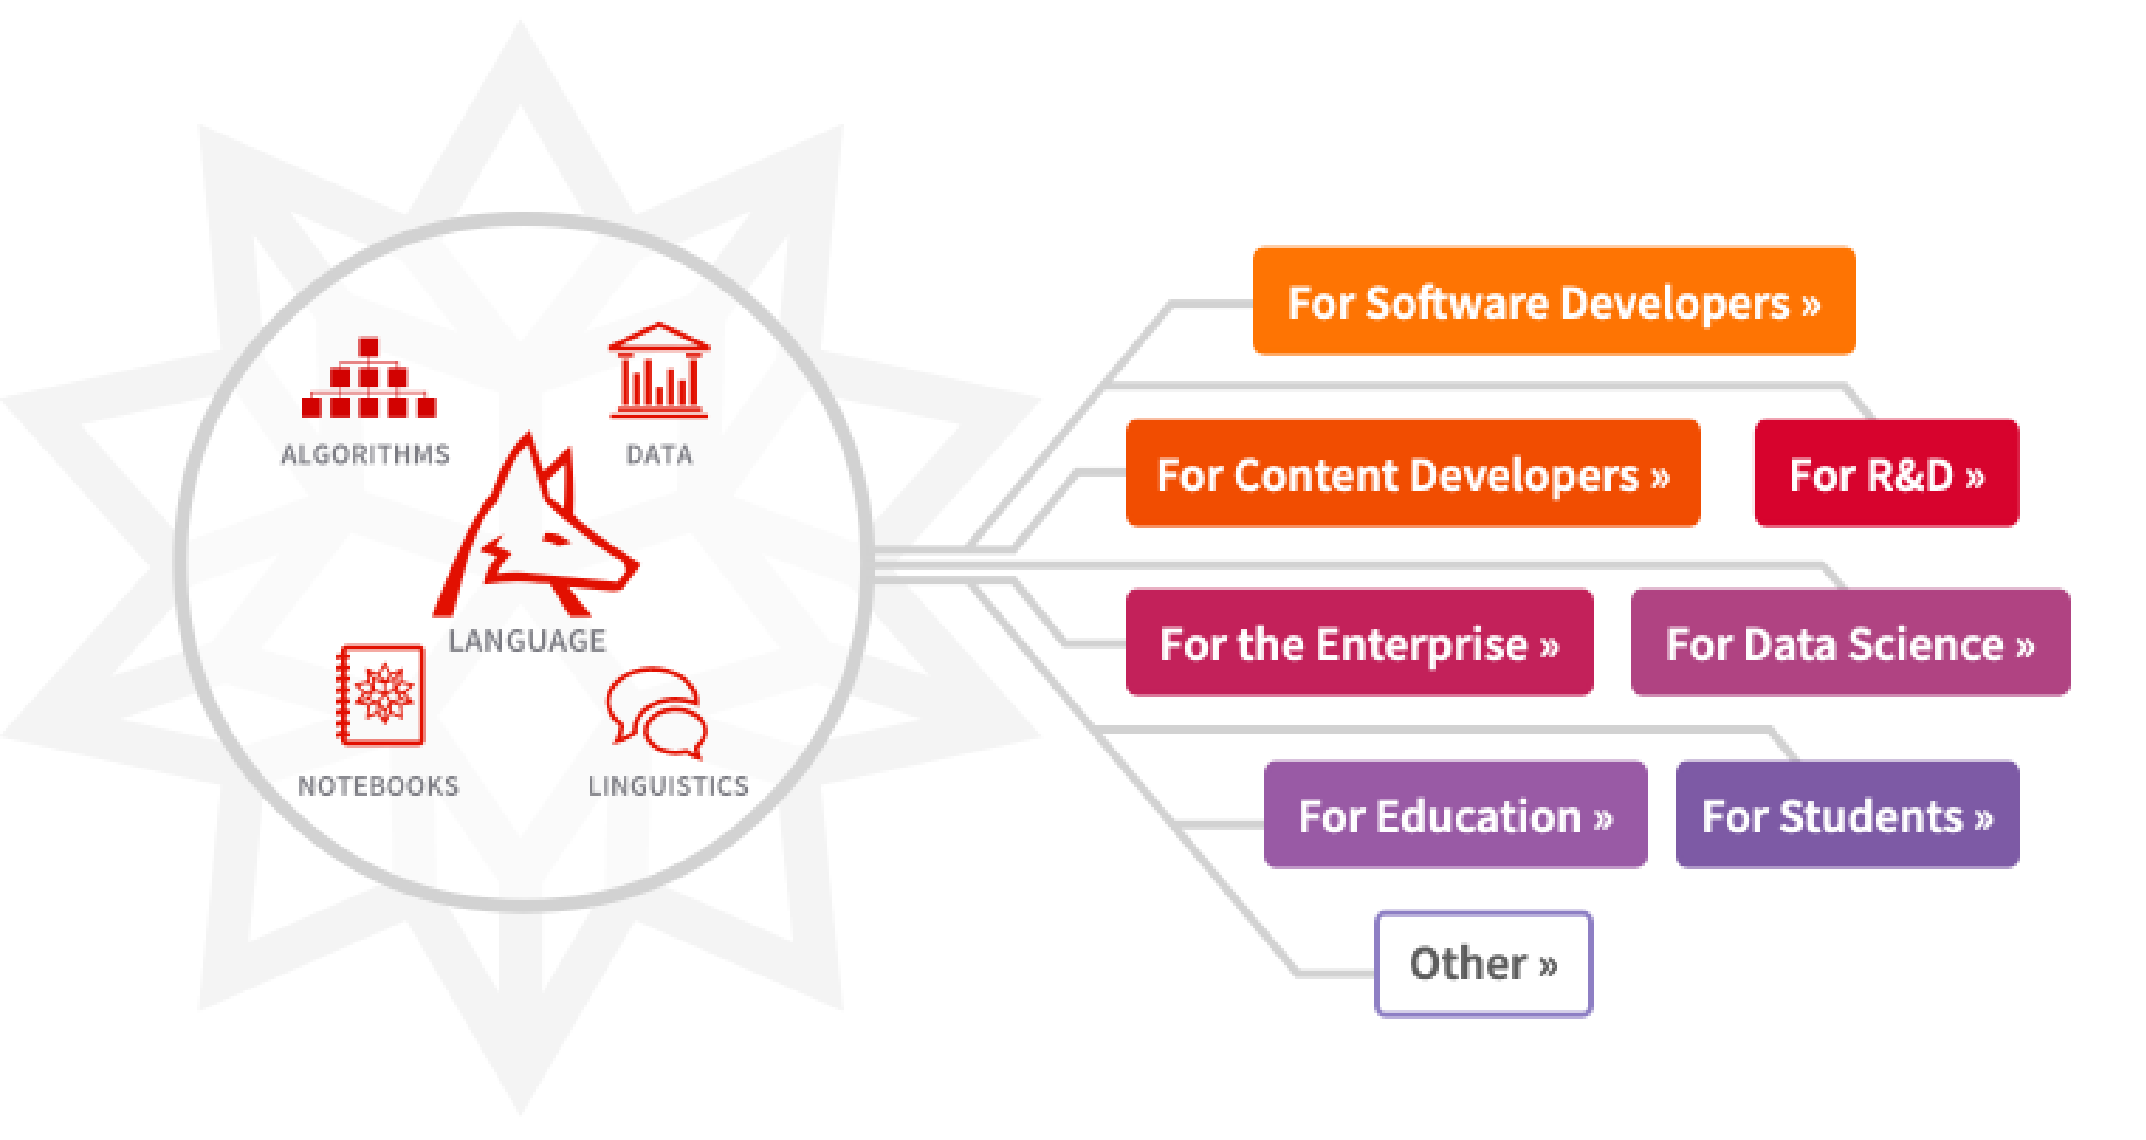 ALGORITHMS
DATA
LANGUAGE
NOTEBOOKS
LINGUISTICS
For Software Developers »
For Content Developers »
For R&D »
For the Enterprise »
For Data Science »
For Education »
For Students »
Other »